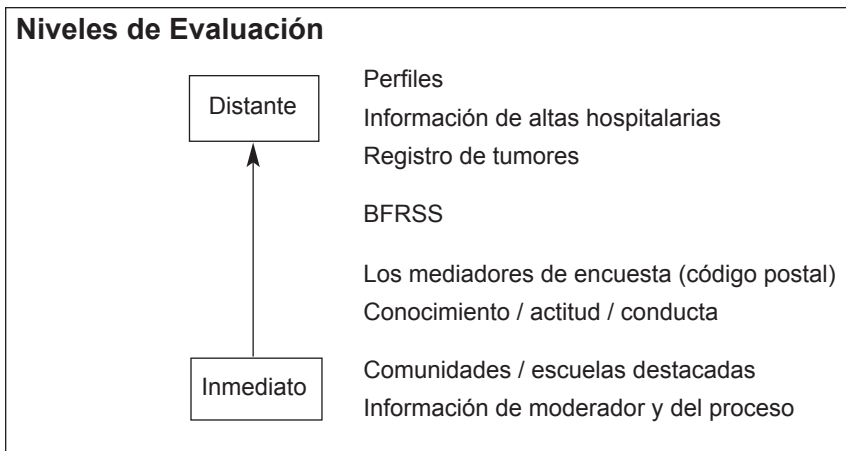 Niveles de Evaluación
Distante
Perfiles
Información de altas hospitalarias
Registro de tumores
BFRSS
Los mediadores de encuesta (código postal)
Conocimiento / actitud / conducta
Inmediato
Comunidades / escuelas destacadas
Información de moderador y del proceso